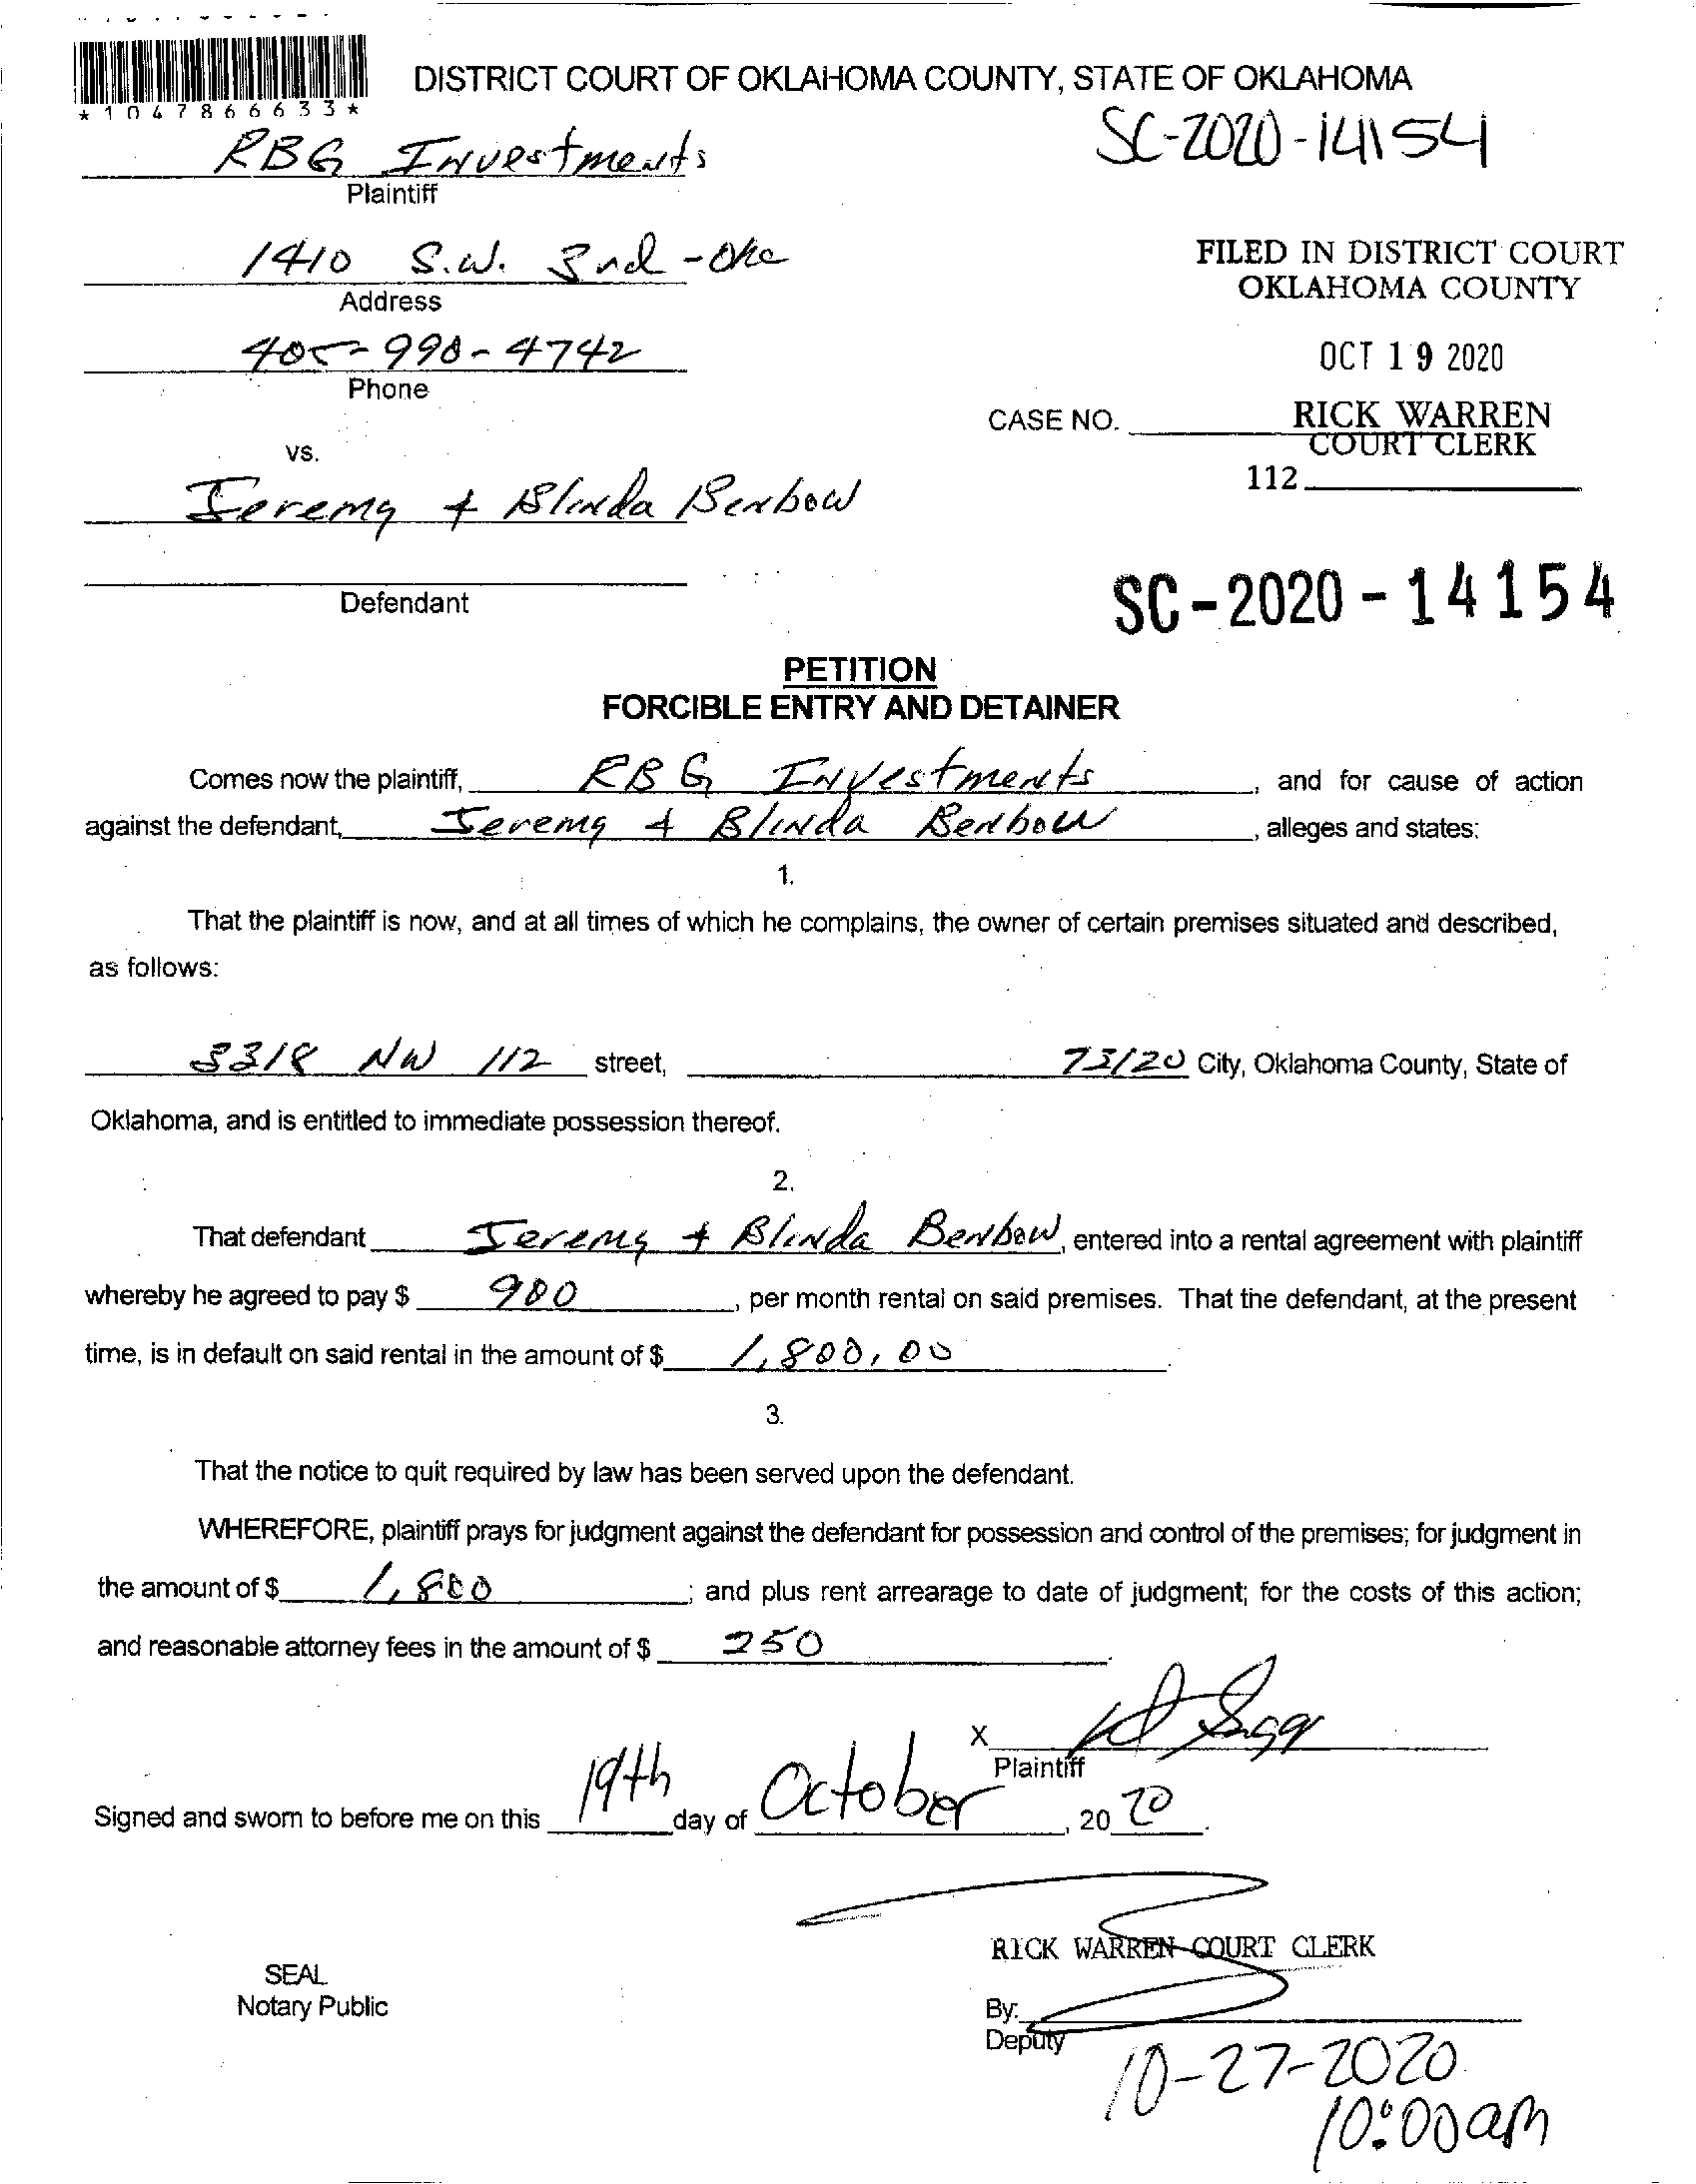 *1047866633*
DISTRICT COURT OF OKLAHOMA COUNTY, STATE OF OKLAHOMA
SC-2020-14154
RBG Investments
Plaintiff
1410 S.W. 3nd - Okc
Address
FILED IN DISTRICT COURT
OKLAHOMA COUNTY
405-990-4742
Phone
OCT 19 2020
CASE NO.
RICK WARREN
COURT CLERK
vs.
112
Jeremy + Blinda Benbow
Defendant
SC-2020-14154
PETITION
FORCIBLE ENTRY AND DETAINER
Comes now the plaintiff, RBG Investments, and for cause of action
against the defendant, Jeremy + Blinda Benbow, alleges and states:
1.
That the plaintiff is now, and at all times of which he complains, the owner of certain premises situated and described,
as follows:
3318 NW 112 street, 73120 City, Oklahoma County, State of
Oklahoma, and is entitled to immediate possession thereof.
2.
That defendant Jeremy + Blinda Benbow, entered into a rental agreement with plaintiff
whereby he agreed to pay $ 900, per month rental on said premises. That the defendant, at the present
time, is in default on said rental in the amount of $ 1,800.00.
3.
That the notice to quit required by law has been served upon the defendant.
WHEREFORE, plaintiff prays for judgment against the defendant for possession and control of the premises; for judgment in
the amount of $ 1,800; and plus rent arrearage to date of judgment; for the costs of this action;
and reasonable attorney fees in the amount of $ 250.
X
Plaintiff
Signed and sworn to before me on this 19th day of October, 2020.
RICK WARREN COURT CLERK
SEAL
Notary Public
By:
Deputy
10-27-2020
10:00am